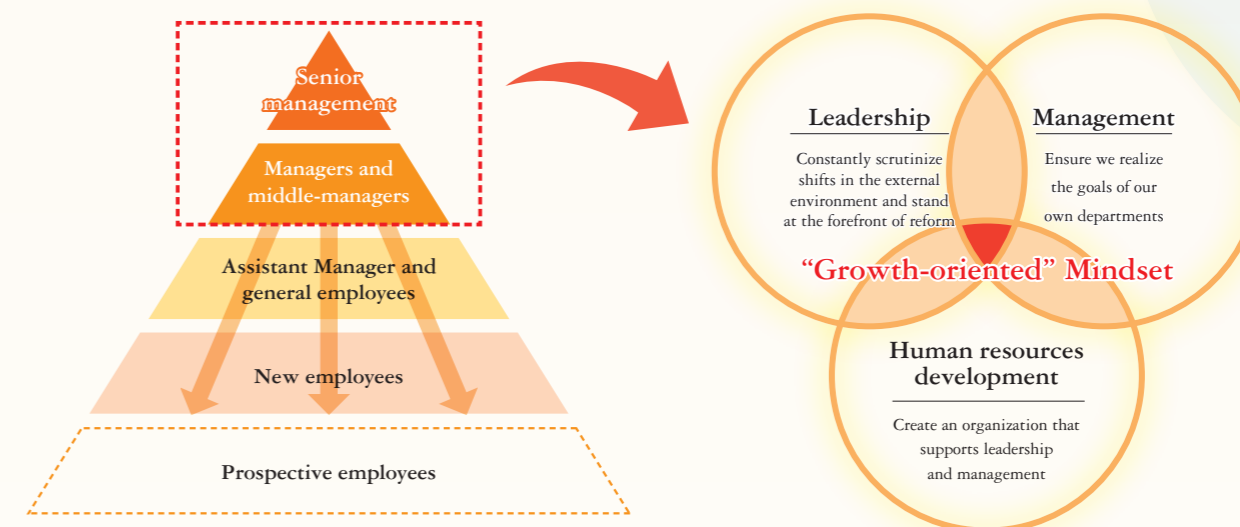 Senior
management
Managers and
middle-managers
Assistant Manager and
general employees
New employees
Prospective employees
Leadership
Constantly scrutinize
shifts in the external
environment and stand
at the forefront of reform
Management
Ensure we realize
the goals of our
own departments
“Growth-oriented” Mindset
Human resources
development
Create an organization that
supports leadership
and management